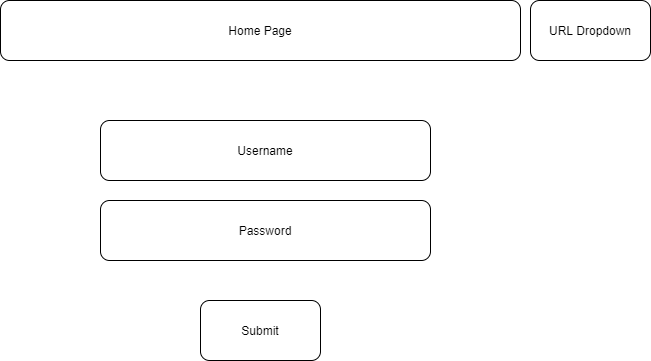 Home Page
URL Dropdown
Username
Password
Submit